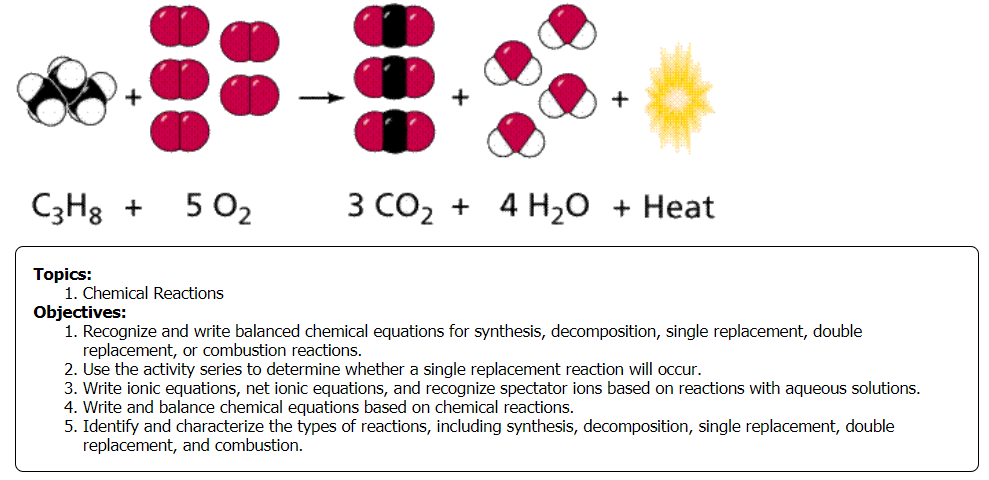 + + +
C₃H₈ + 5 O₂ 3 CO₂ + 4 H₂O + Heat
Topics:
1. Chemical Reactions
Objectives:
1. Recognize and write balanced chemical equations for synthesis, decomposition, single replacement, double
replacement, or combustion reactions.
2. Use the activity series to determine whether a single replacement reaction will occur.
3. Write ionic equations, net ionic equations, and recognize spectator ions based on reactions with aqueous solutions.
4. Write and balance chemical equations based on chemical reactions.
5. Identify and characterize the types of reactions, including synthesis, decomposition, single replacement, double
replacement, and combustion.